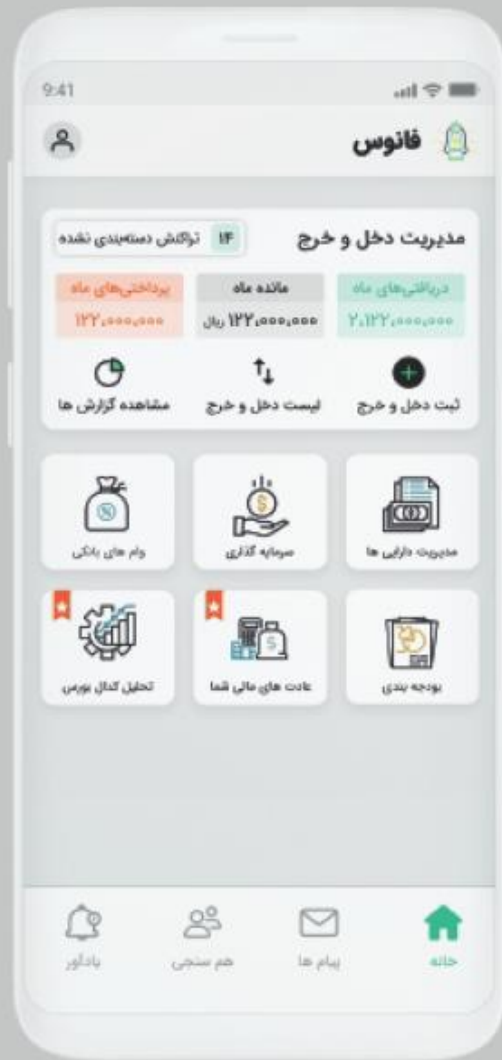 9:41
فانوس
مدیریت دخل و خرج
۱۴ تراکنش دسته‌بندی نشده
دریافتی‌های ماه
۲،۱۲۲،۰۰۰،۰۰۰
مانده ماه
۱۲۲،۰۰۰،۰۰۰ ریال
پرداختی‌های ماه
۱۲۲،۰۰۰،۰۰۰
ثبت دخل و خرج
لیست دخل و خرج
مشاهده گزارش ها
مدیریت دارایی ها
سرمایه گذاری
وام های بانکی
بودجه بندی
عادت های مالی شما
تحلیل کدال بورس
خانه
پیام ها
هم سنجی
یادآور